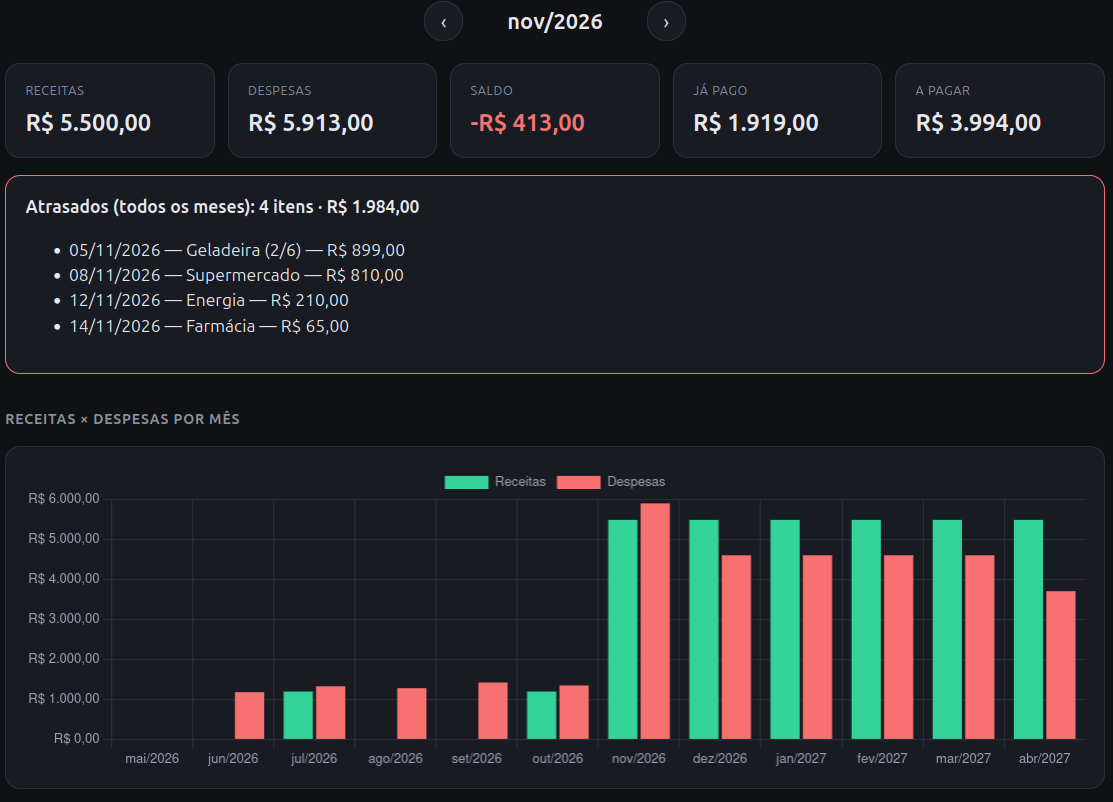 ‹ nov/2026 ›
RECEITAS DESPESAS SALDO JÁ PAGO A PAGAR
R$ 5.500,00 R$ 5.913,00 -R$ 413,00 R$ 1.919,00 R$ 3.994,00
Atrasados (todos os meses): 4 itens · R$ 1.984,00
• 05/11/2026 — Geladeira (2/6) — R$ 899,00
• 08/11/2026 — Supermercado — R$ 810,00
• 12/11/2026 — Energia — R$ 210,00
• 14/11/2026 — Farmácia — R$ 65,00
RECEITAS × DESPESAS POR MÊS
Receitas Despesas
R$ 6.000,00
R$ 5.000,00
R$ 4.000,00
R$ 3.000,00
R$ 2.000,00
R$ 1.000,00
R$ 0,00
mai/2026 jun/2026 jul/2026 ago/2026 set/2026 out/2026 nov/2026 dez/2026 jan/2027 fev/2027 mar/2027 abr/2027